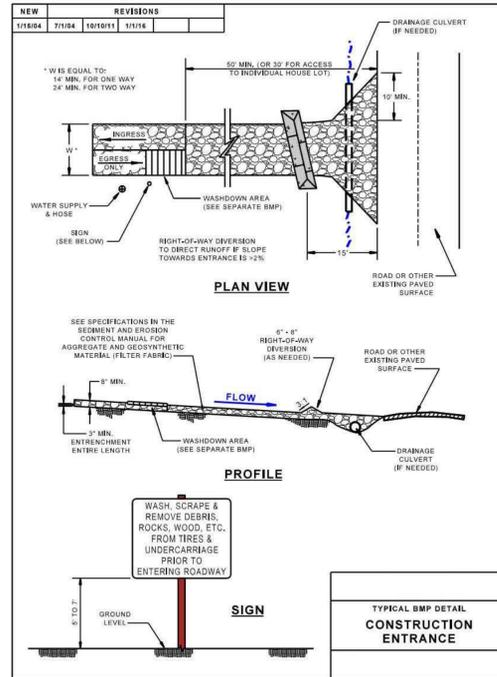 NEW REVISIONS
1/15/04 7/1/04 10/10/11 1/1/16
DRAINAGE CULVERT
(IF NEEDED)
50' MIN. (OR 30' FOR ACCESS
TO INDIVIDUAL HOUSE LOT)
* W IS EQUAL TO:
14' MIN. FOR ONE WAY
24' MIN. FOR TWO WAY
10' MIN.
W *
INGRESS
EGRESS
ONLY
WATER SUPPLY
& HOSE
WASHDOWN AREA
(SEE SEPARATE BMP)
SIGN
(SEE BELOW)
RIGHT-OF-WAY DIVERSION
TO DIRECT RUNOFF IF SLOPE
TOWARDS ENTRANCE IS >2%
15'
ROAD OR OTHER
EXISTING PAVED
SURFACE
PLAN VIEW
SEE SPECIFICATIONS IN THE
SEDIMENT AND EROSION
CONTROL MANUAL FOR
AGGREGATE AND GEOSYNTHETIC
MATERIAL (FILTER FABRIC)
6" - 8"
RIGHT-OF-WAY
DIVERSION
(AS NEEDED)
ROAD OR OTHER
EXISTING PAVED
SURFACE
8" MIN.
FLOW
3:1
3" MIN.
ENTRENCHMENT
ENTIRE LENGTH
WASHDOWN AREA
(SEE SEPARATE BMP)
DRAINAGE
CULVERT
(IF NEEDED)
PROFILE
WASH, SCRAPE &
REMOVE DEBRIS,
ROCKS, WOOD, ETC.
FROM TIRES &
UNDERCARRIAGE
PRIOR TO
ENTERING ROADWAY
5' TO 7'
GROUND
LEVEL
SIGN
TYPICAL BMP DETAIL
CONSTRUCTION
ENTRANCE